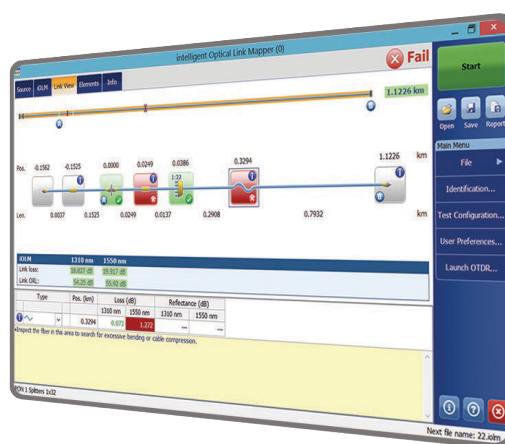 intelligent Optical Link Mapper (0)
Fail
Start
Source iOLM Link View Elements Info
1.1226 km
B
B
Open Save Report
Main Menu
File
Identification...
Test Configuration...
User Preferences...
Launch OTDR...
Pos. -0.1562 -0.1525 0.0000 0.0249 0.0386 0.3294 1.1226 km
1:32
Len. 0.0037 0.1525 0.0249 0.0137 0.2908 0.7932 km
iOLM 1310 nm 1550 nm
Link loss: 18.827 dB 19.917 dB
Link ORL: 54.25 dB 55.02 dB
Type Pos. (km) Loss (dB) Reflectance (dB)
1310 nm 1550 nm 1310 nm 1550 nm
0.3294 0.073 1.272 --- ---
•Inspect the fiber in this area to search for excessive bending or cable compression.
PON 1 Splitters 1x32
Next file name: 22.iolm